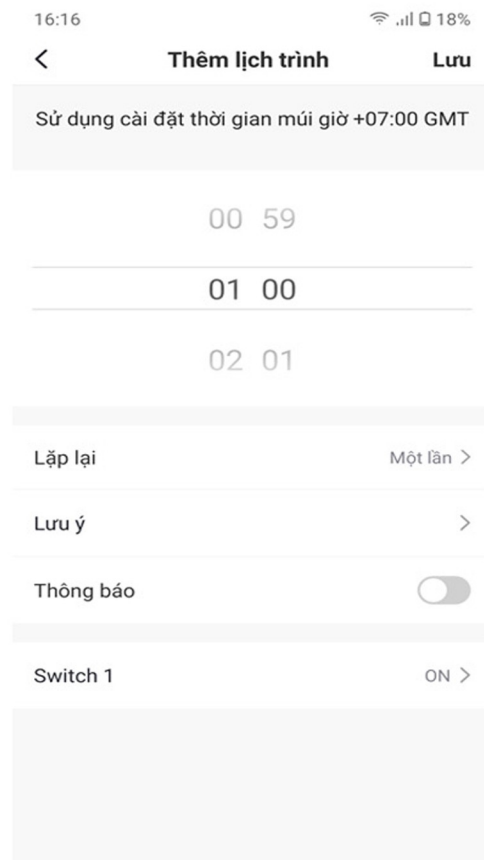 16:16 18%
Thêm lịch trình Lưu
Sử dụng cài đặt thời gian múi giờ +07:00 GMT
00 59
01 00
02 01
Lặp lại Một lần
Lưu ý
Thông báo
Switch 1 ON